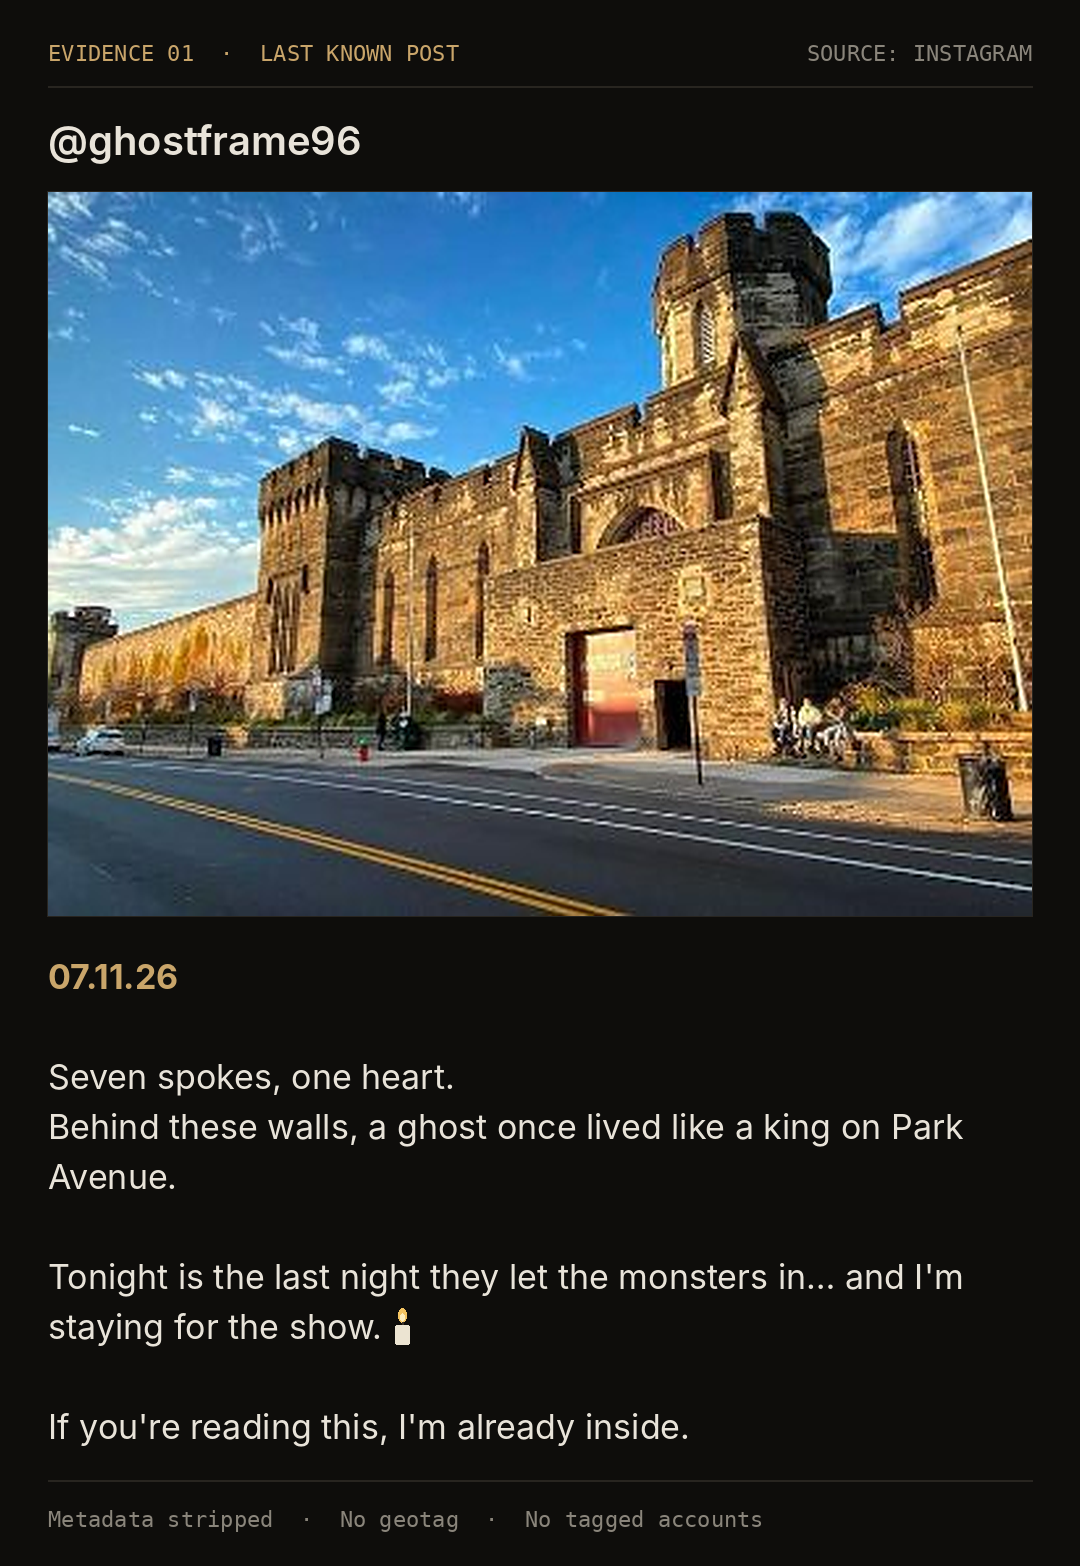 EVIDENCE 01 · LAST KNOWN POST
SOURCE: INSTAGRAM
@ghostframe96
07.11.26
Seven spokes, one heart.
Behind these walls, a ghost once lived like a king on Park
Avenue.
Tonight is the last night they let the monsters in... and I'm
staying for the show. 🕯️
If you're reading this, I'm already inside.
Metadata stripped · No geotag · No tagged accounts